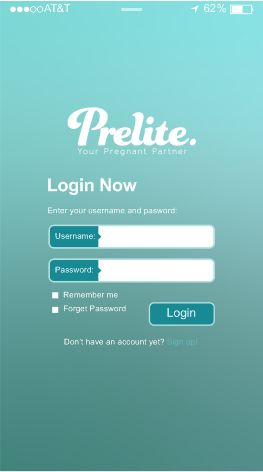 AT&T 62%
Prelite.
Your Pregnant Partner
Login Now
Enter your username and pasword:
Username:
Password:
Remember me
Forget Password
Login
Don't have an account yet? Sign up!